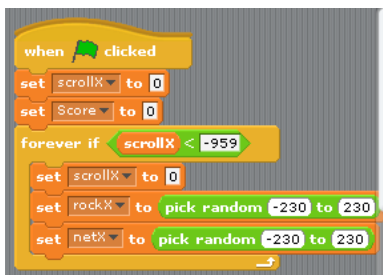 when clicked
set scrollX to 0
set Score to 0
forever if scrollX < -959
set scrollX to 0
set rockX to pick random -230 to 230
set netX to pick random -230 to 230